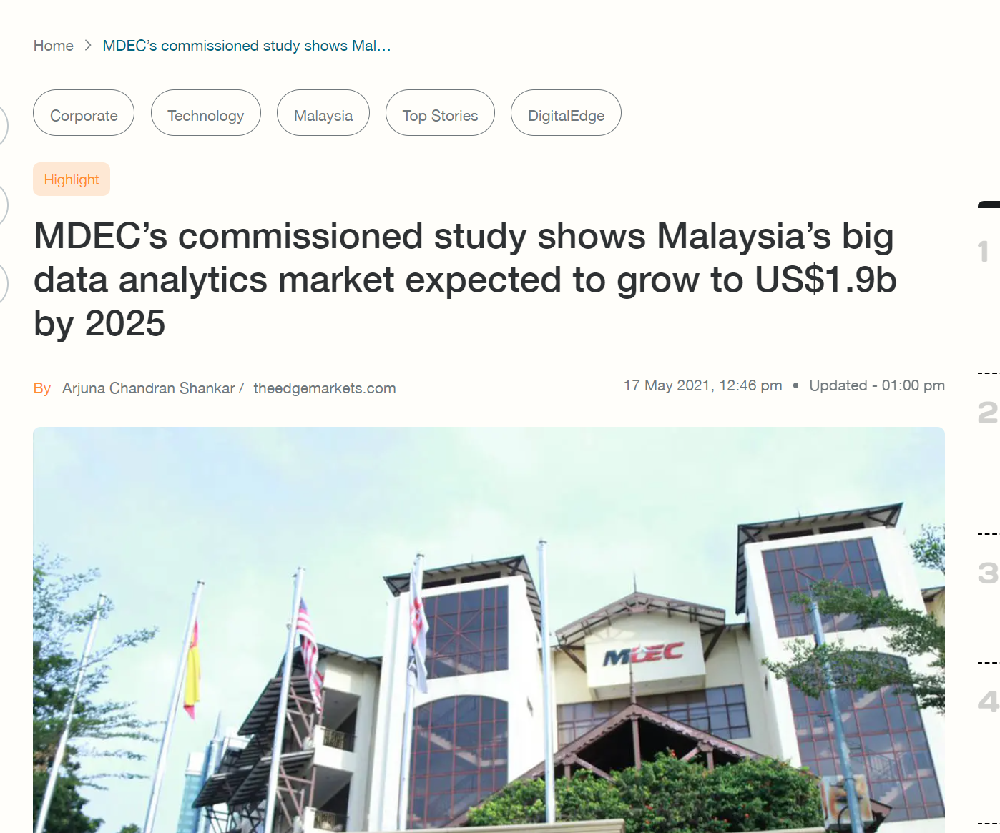 Home > MDEC’s commissioned study shows Mal...
Corporate Technology Malaysia Top Stories DigitalEdge
Highlight
MDEC’s commissioned study shows Malaysia’s big
data analytics market expected to grow to US$1.9b
by 2025
By Arjuna Chandran Shankar / theedgemarkets.com
17 May 2021, 12:46 pm • Updated - 01:00 pm
MDEC
1
2
3
4